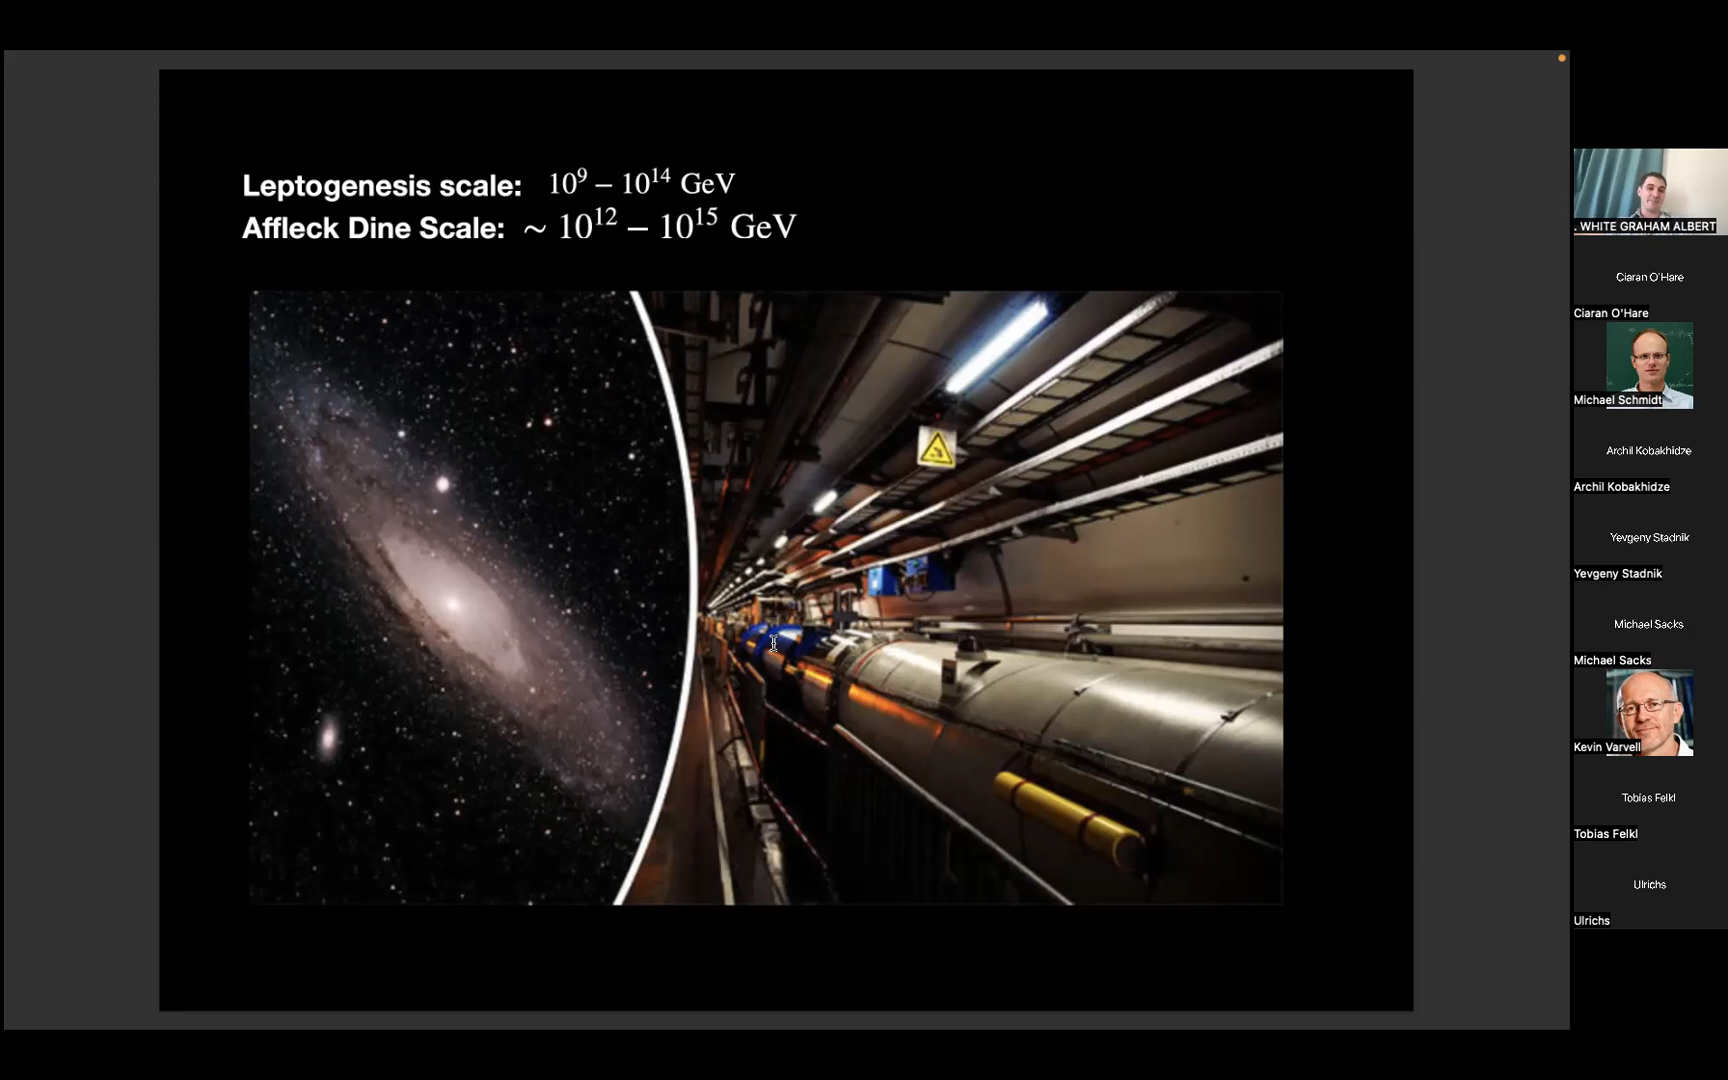 Leptogenesis scale: 10⁹ – 10¹⁴ GeV
Affleck Dine Scale: ~ 10¹² – 10¹⁵ GeV
. WHITE GRAHAM ALBERT
Ciaran O'Hare
Ciaran O'Hare
Michael Schmidt
Archil Kobakhidze
Archil Kobakhidze
Yevgeny Stadnik
Yevgeny Stadnik
Michael Sacks
Michael Sacks
Kevin Varvell
Tobias Felkl
Tobias Felkl
Ulrichs
Ulrichs